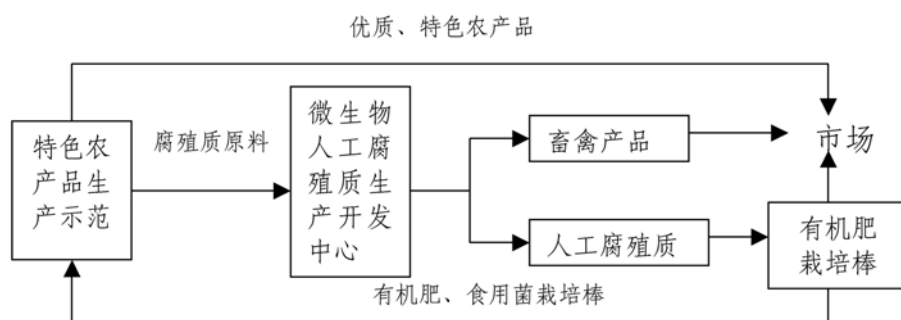 优质、特色农产品
特色农
产品生
产示范
腐殖质原料
微生物
人工腐
殖质生
产开发
中心
畜禽产品
市场
人工腐殖质
有机肥
栽培棒
有机肥、食用菌栽培棒